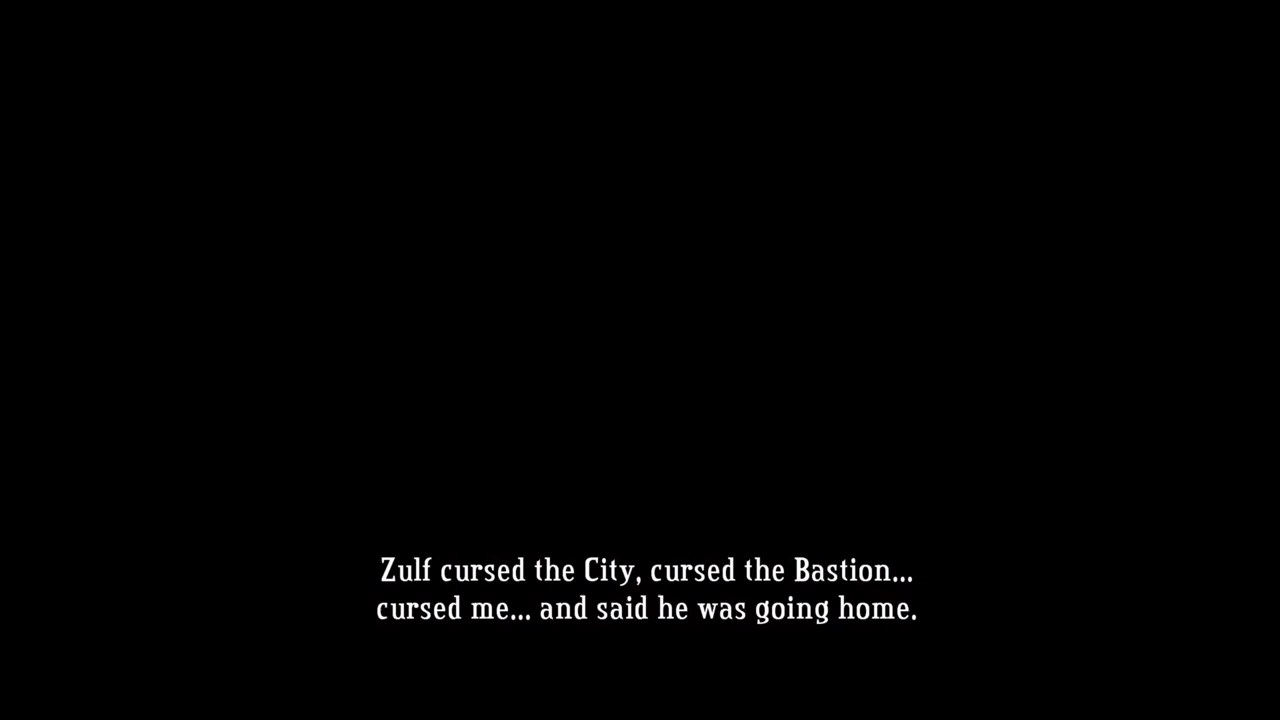 Zulf cursed the City, cursed the Bastion...
cursed me... and said he was going home.